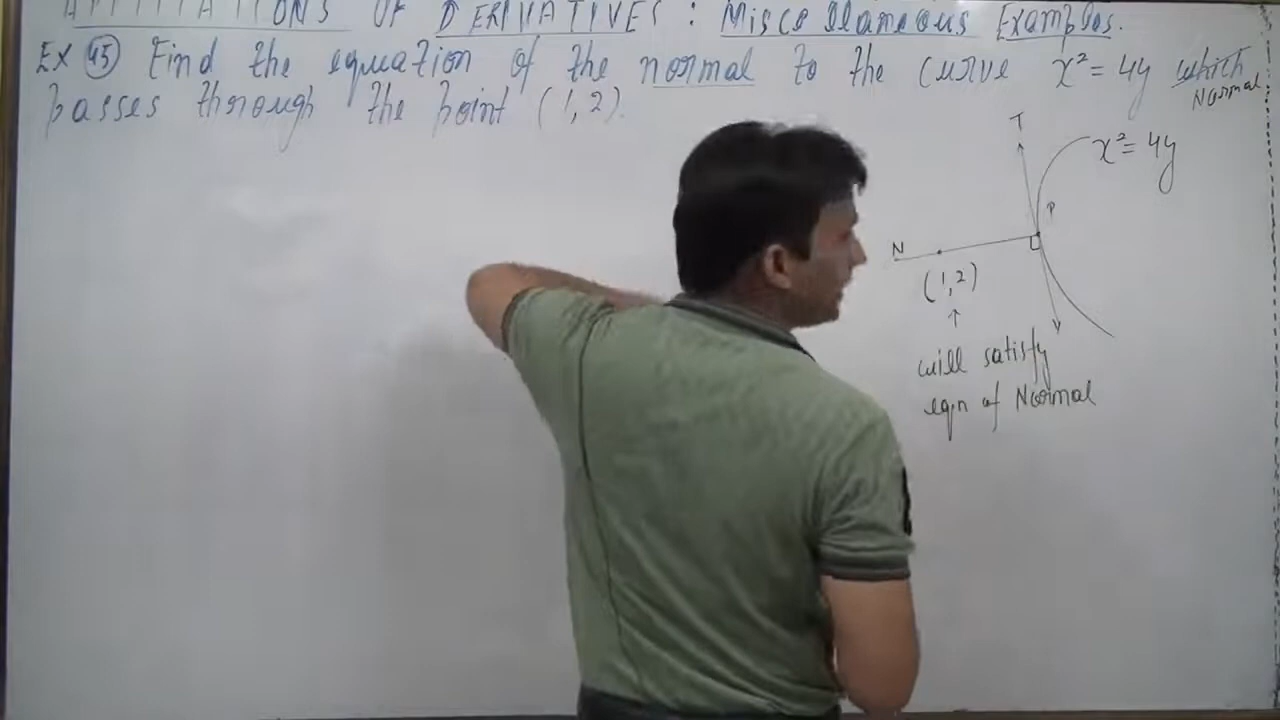 APPLICATIONS OF DERIVATIVES : Miscellaneous Examples.
Ex 45 Find the equation of the normal to the curve x² = 4y which
Normal
passes through the point (1, 2).
T
x² = 4y
P
N
(1, 2)
↑
will satisfy
eqn of Normal